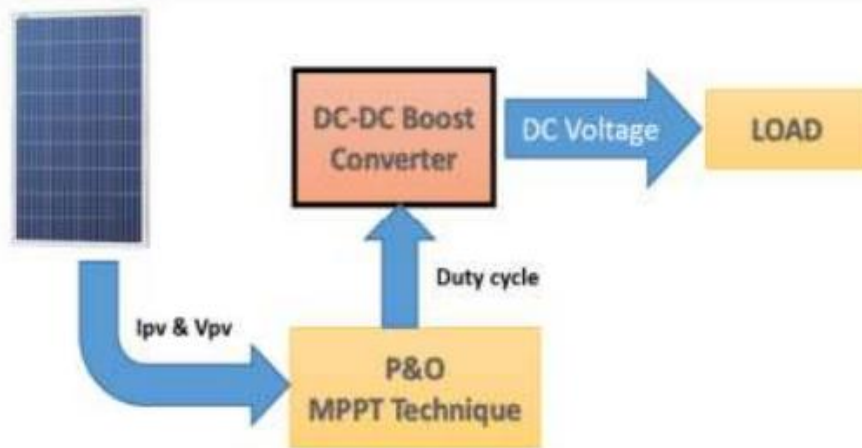 DC-DC Boost
Converter
DC Voltage
LOAD
Duty cycle
Ipv & Vpv
P&O
MPPT Technique